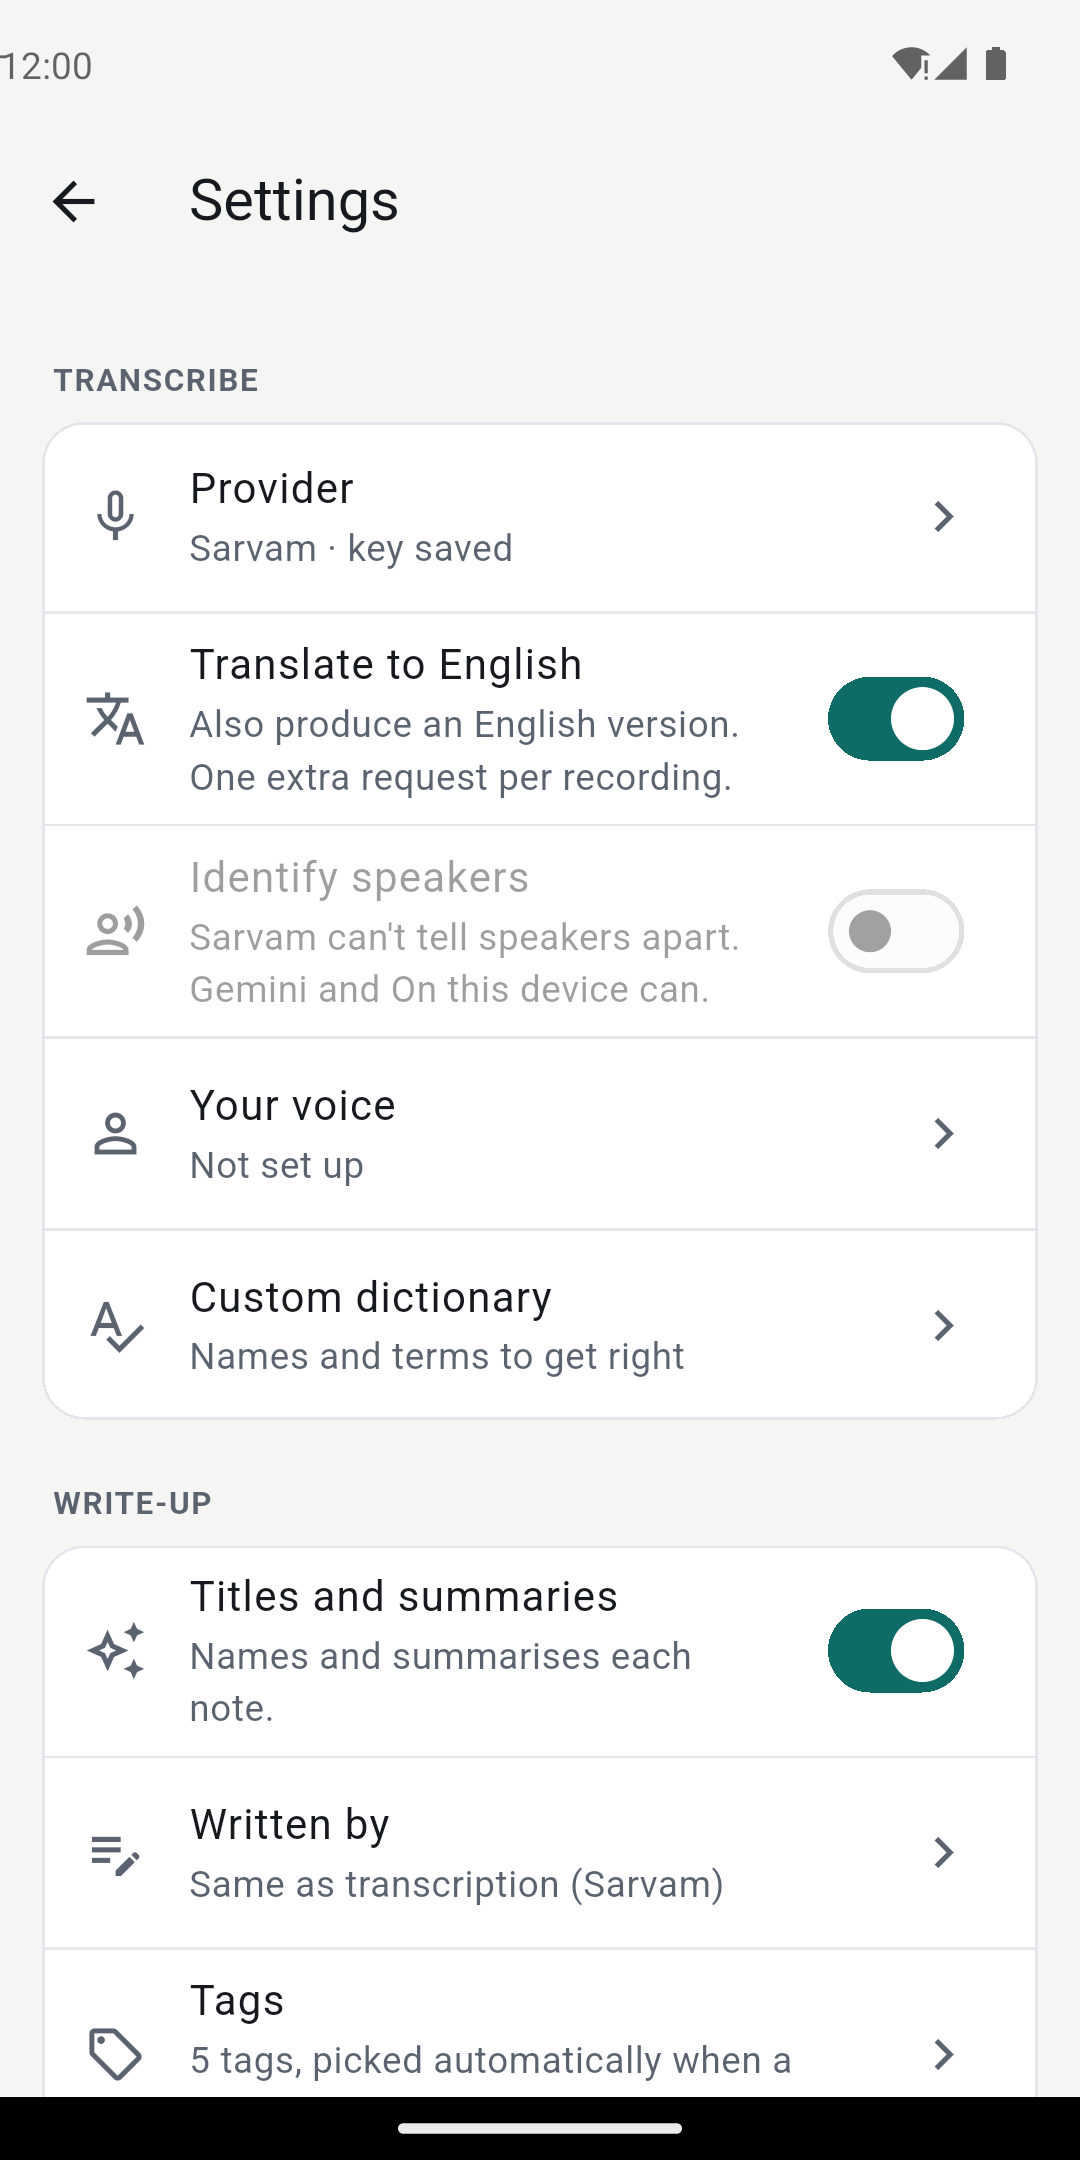 12:00
Settings
TRANSCRIBE
Provider
Sarvam · key saved
Translate to English
Also produce an English version.
One extra request per recording.
Identify speakers
Sarvam can't tell speakers apart.
Gemini and On this device can.
Your voice
Not set up
Custom dictionary
Names and terms to get right
WRITE-UP
Titles and summaries
Names and summarises each
note.
Written by
Same as transcription (Sarvam)
Tags
5 tags, picked automatically when a